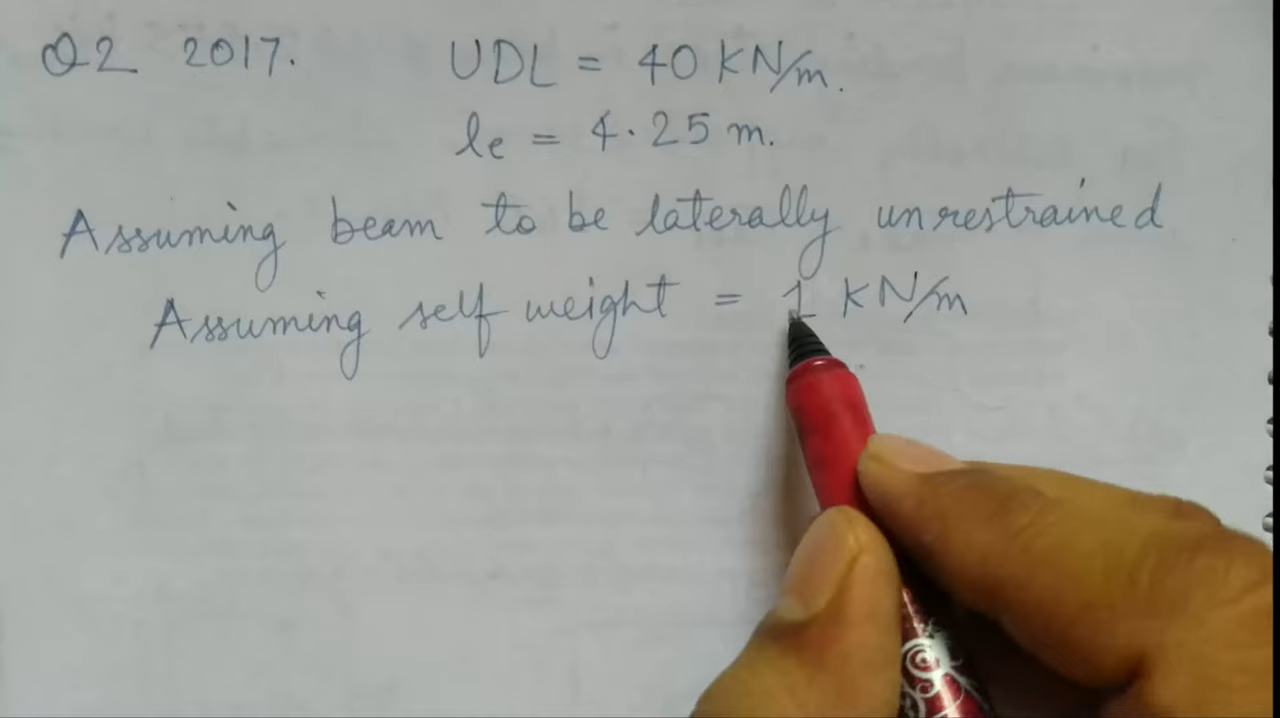 Q2 2017. UDL = 40 KN/m.
le = 4.25 m.
Assuming beam to be laterally unrestrained
Assuming self weight = 1 KN/m